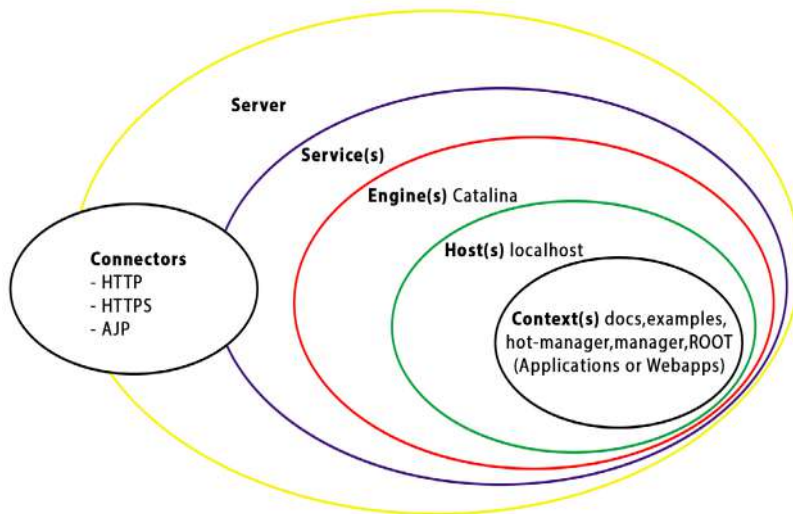 Server
Service(s)
Engine(s) Catalina
Host(s) localhost
Connectors
- HTTP
- HTTPS
- AJP
Context(s) docs,examples,
hot-manager,manager,ROOT
(Applications or Webapps)